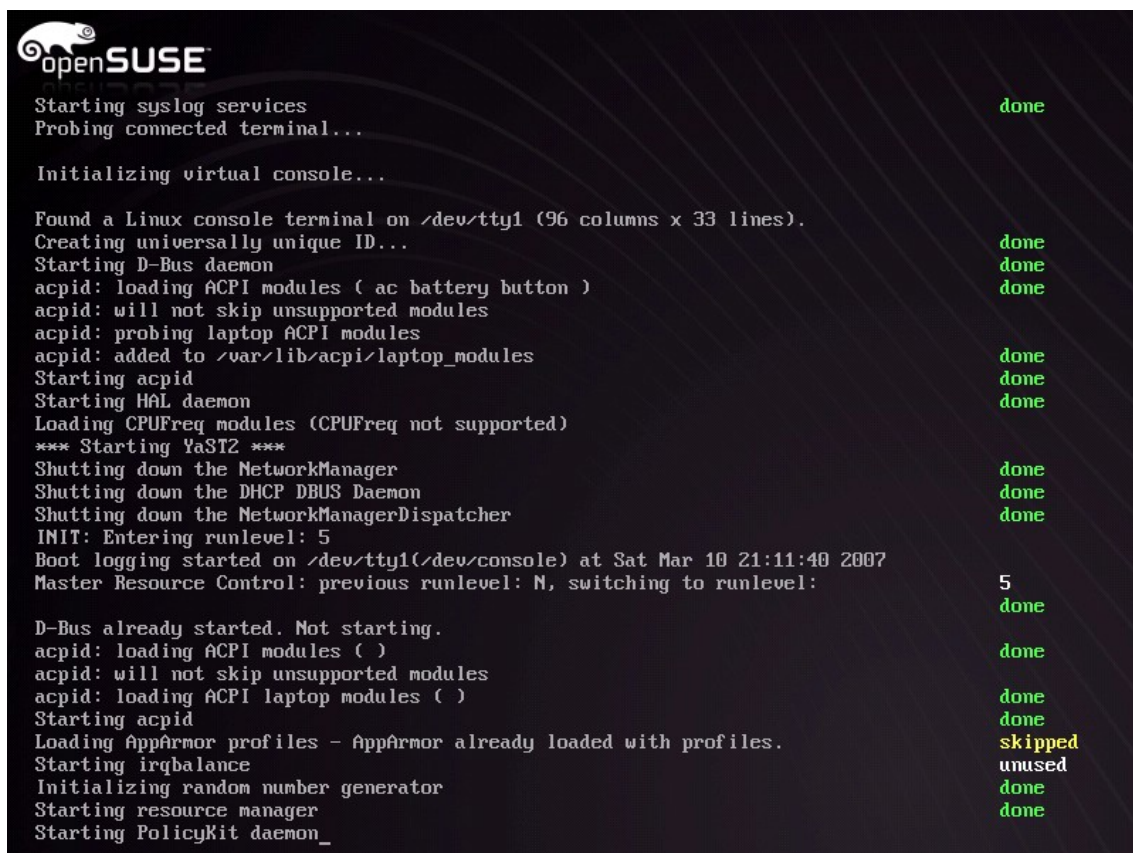 openSUSE
Starting syslog services done
Probing connected terminal...
Initializing virtual console...
Found a Linux console terminal on /dev/tty1 (96 columns x 33 lines).
Creating universally unique ID... done
Starting D-Bus daemon done
acpid: loading ACPI modules ( ac battery button ) done
acpid: will not skip unsupported modules
acpid: probing laptop ACPI modules
acpid: added to /var/lib/acpi/laptop_modules done
Starting acpid done
Starting HAL daemon done
Loading CPUFreq modules (CPUFreq not supported)
*** Starting YaST2 ***
Shutting down the NetworkManager done
Shutting down the DHCP DBUS Daemon done
Shutting down the NetworkManagerDispatcher done
INIT: Entering runlevel: 5
Boot logging started on /dev/tty1(/dev/console) at Sat Mar 10 21:11:40 2007
Master Resource Control: previous runlevel: N, switching to runlevel: 5
done
D-Bus already started. Not starting.
acpid: loading ACPI modules ( ) done
acpid: will not skip unsupported modules
acpid: loading ACPI laptop modules ( ) done
Starting acpid done
Loading AppArmor profiles - AppArmor already loaded with profiles. skipped
Starting irqbalance unused
Initializing random number generator done
Starting resource manager done
Starting PolicyKit daemon_